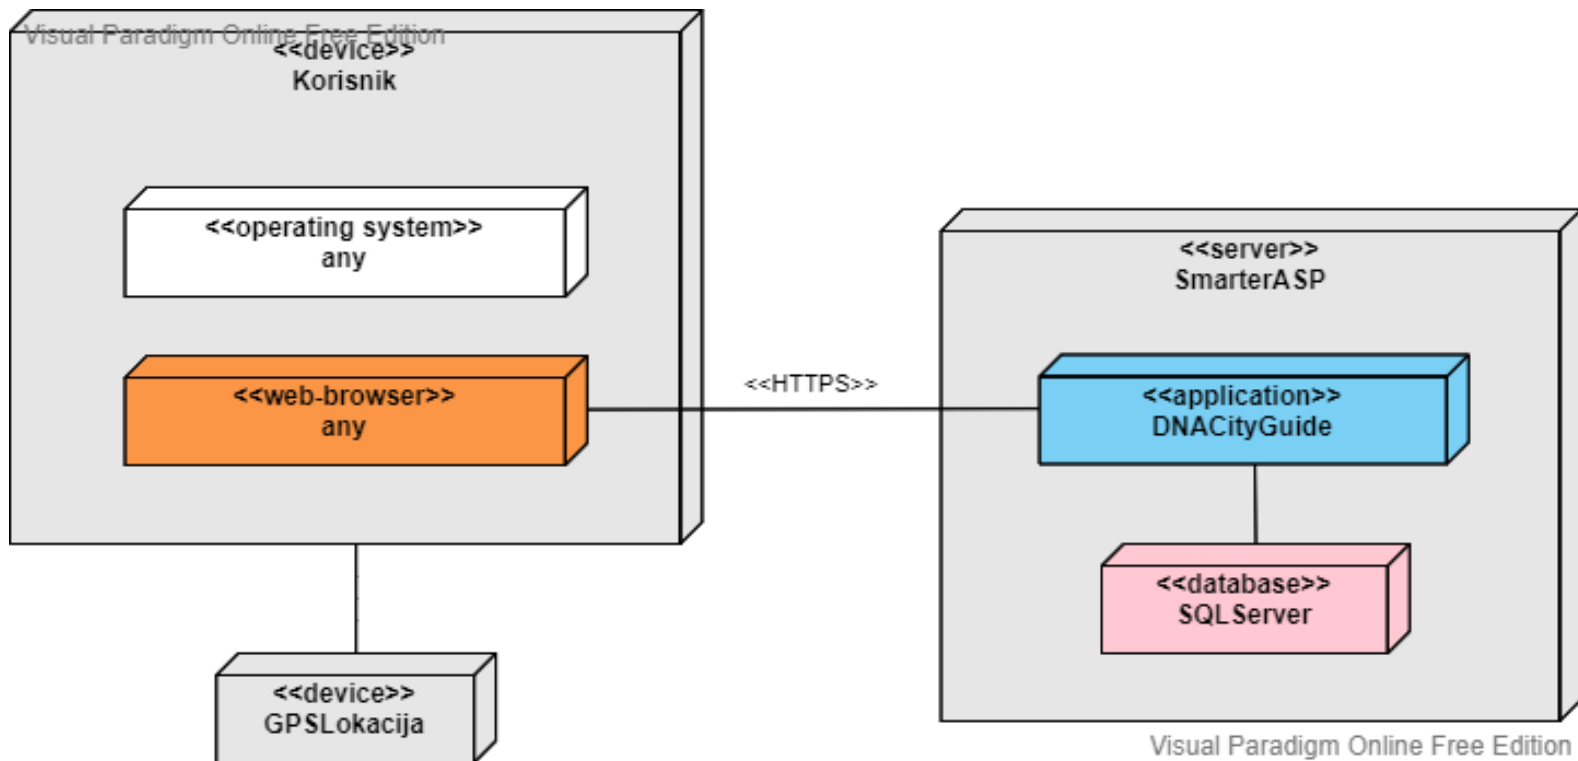 Visual Paradigm Online Free Edition
<<device>>
Korisnik
<<operating system>>
any
<<web-browser>>
any
<<HTTPS>>
<<server>>
SmarterASP
<<application>>
DNACityGuide
<<database>>
SQLServer
<<device>>
GPSLokacija
Visual Paradigm Online Free Edition